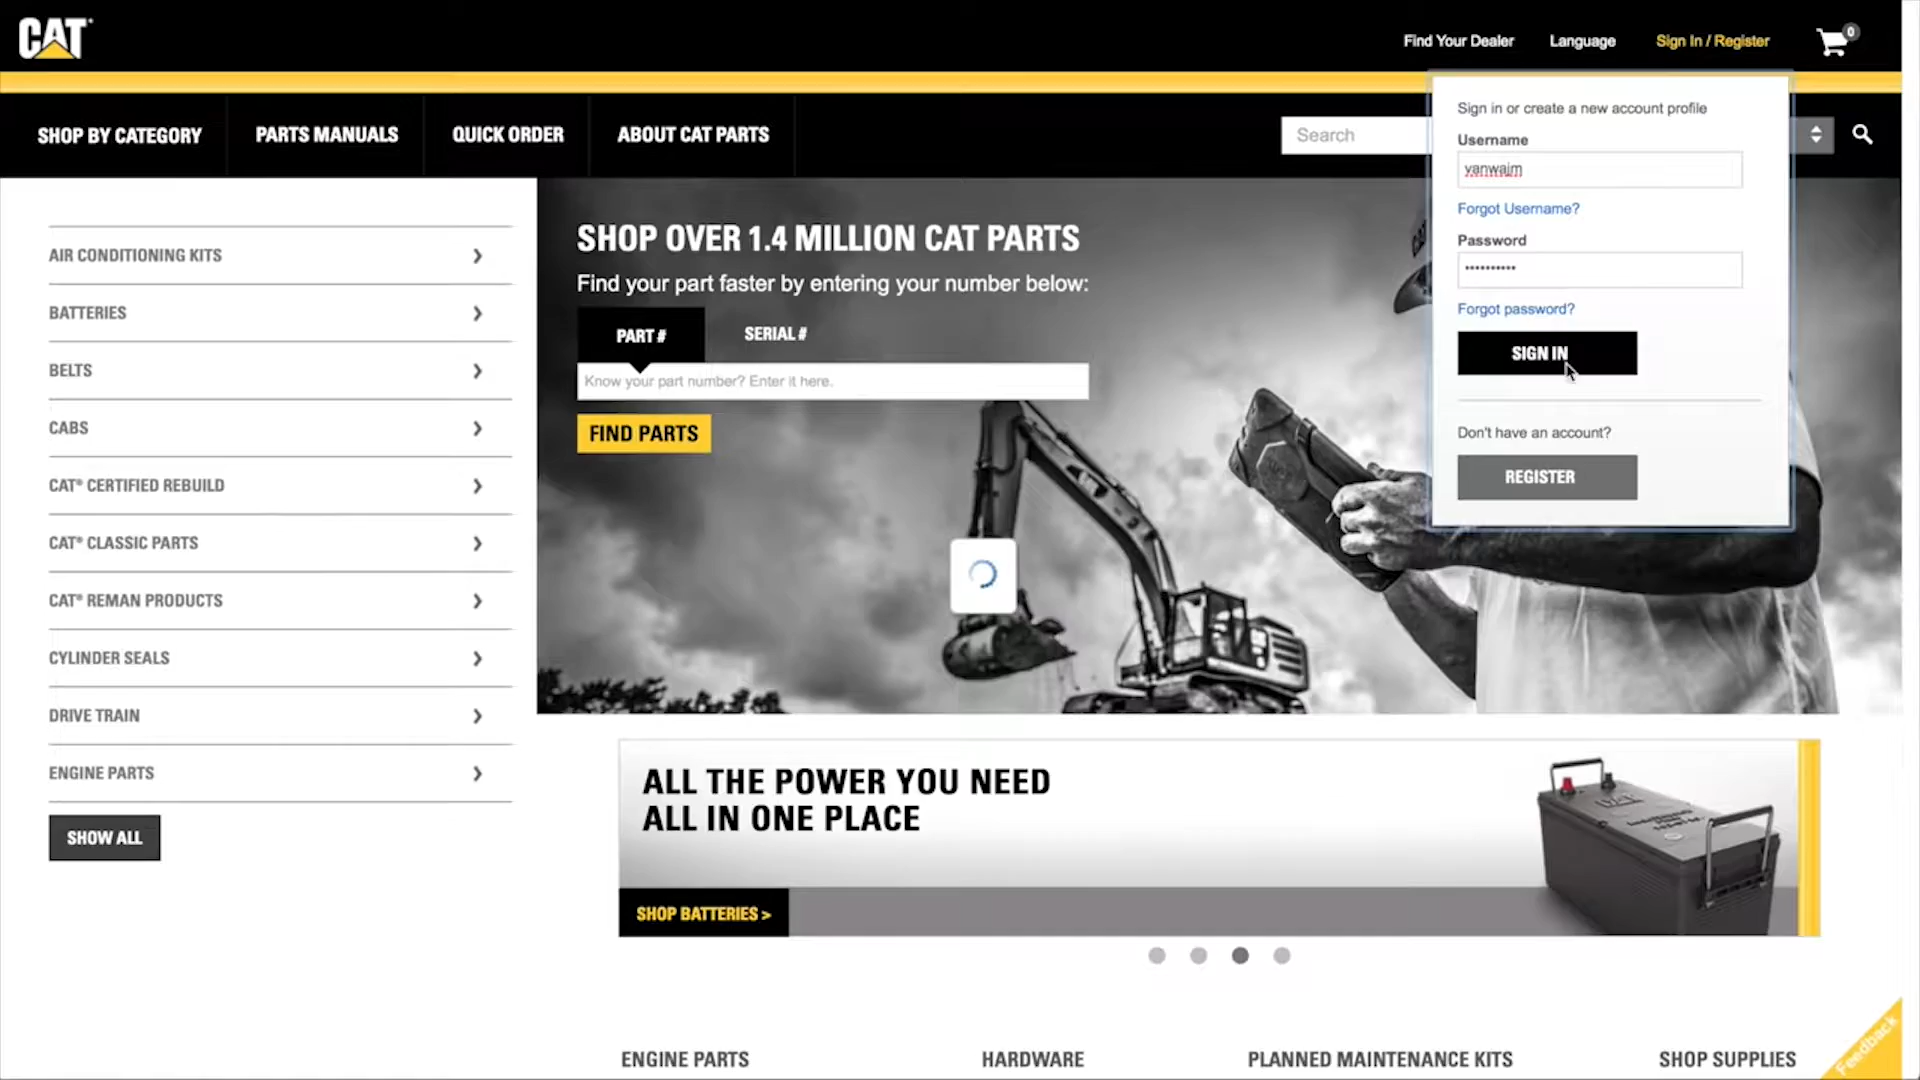 CAT
Find Your Dealer
Language
Sign In / Register
0
SHOP BY CATEGORY
PARTS MANUALS
QUICK ORDER
ABOUT CAT PARTS
Search
Sign in or create a new account profile
Username
vanwaim
Forgot Username?
Password
••••••••••
Forgot password?
SIGN IN
Don't have an account?
REGISTER
AIR CONDITIONING KITS
BATTERIES
BELTS
CABS
CAT® CERTIFIED REBUILD
CAT® CLASSIC PARTS
CAT® REMAN PRODUCTS
CYLINDER SEALS
DRIVE TRAIN
ENGINE PARTS
SHOW ALL
SHOP OVER 1.4 MILLION CAT PARTS
Find your part faster by entering your number below:
PART #
SERIAL #
Know your part number? Enter it here.
FIND PARTS
ALL THE POWER YOU NEED
ALL IN ONE PLACE
SHOP BATTERIES >
ENGINE PARTS
HARDWARE
PLANNED MAINTENANCE KITS
SHOP SUPPLIES
Feedback